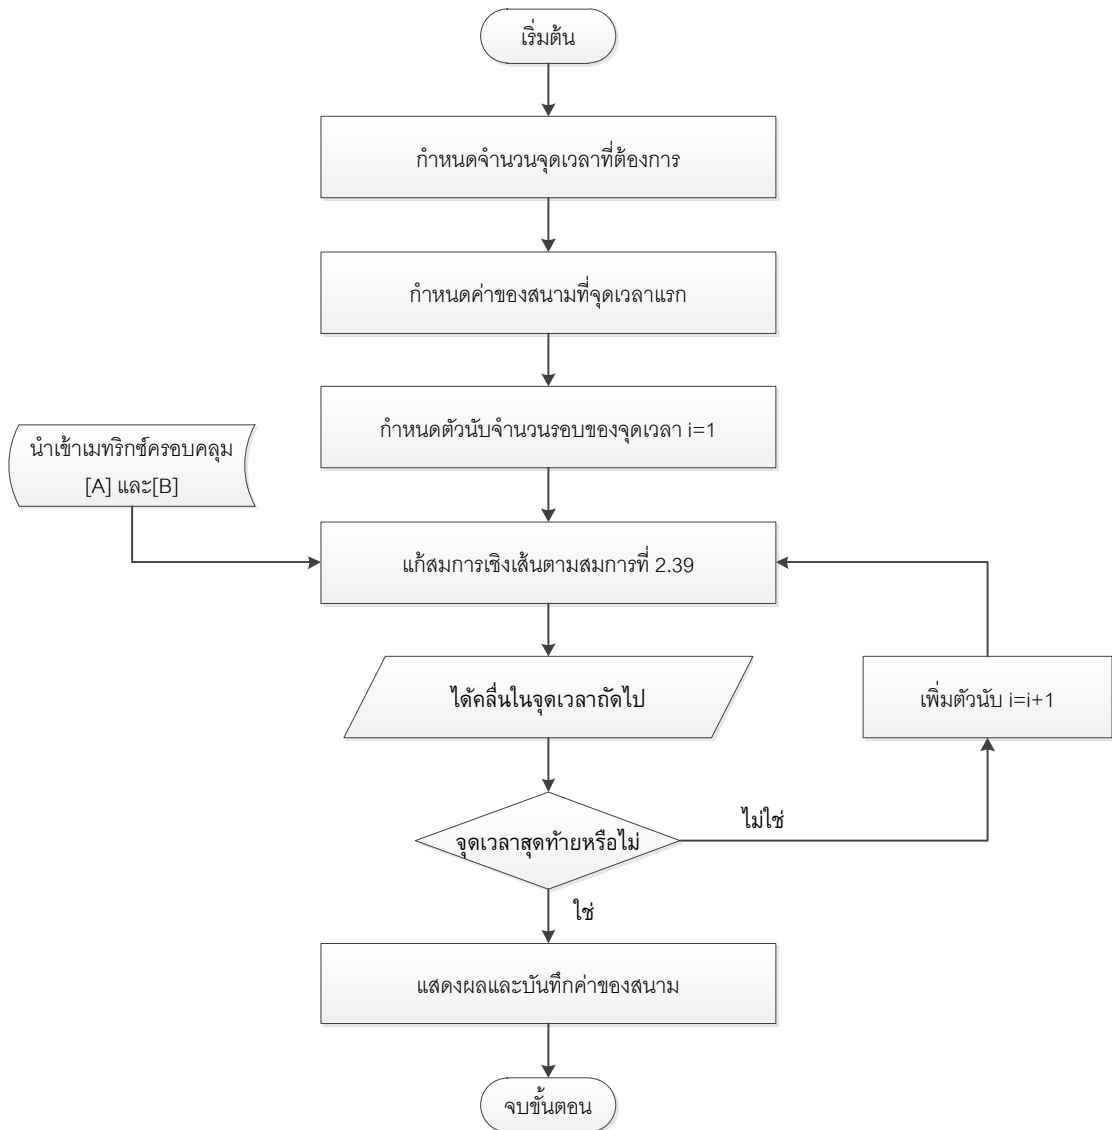 เริ่มต้น
กำหนดจำนวนจุดเวลาที่ต้องการ
กำหนดค่าของสนามที่จุดเวลาแรก
กำหนดตัวนับจำนวนรอบของจุดเวลา i=1
นำเข้าเมทริกซ์ครอบคลุม
[A] และ[B]
แก้สมการเชิงเส้นตามสมการที่ 2.39
ได้คลื่นในจุดเวลาถัดไป
เพิ่มตัวนับ i=i+1
จุดเวลาสุดท้ายหรือไม่
ไม่ใช่
ใช่
แสดงผลและบันทึกค่าของสนาม
จบขั้นตอน